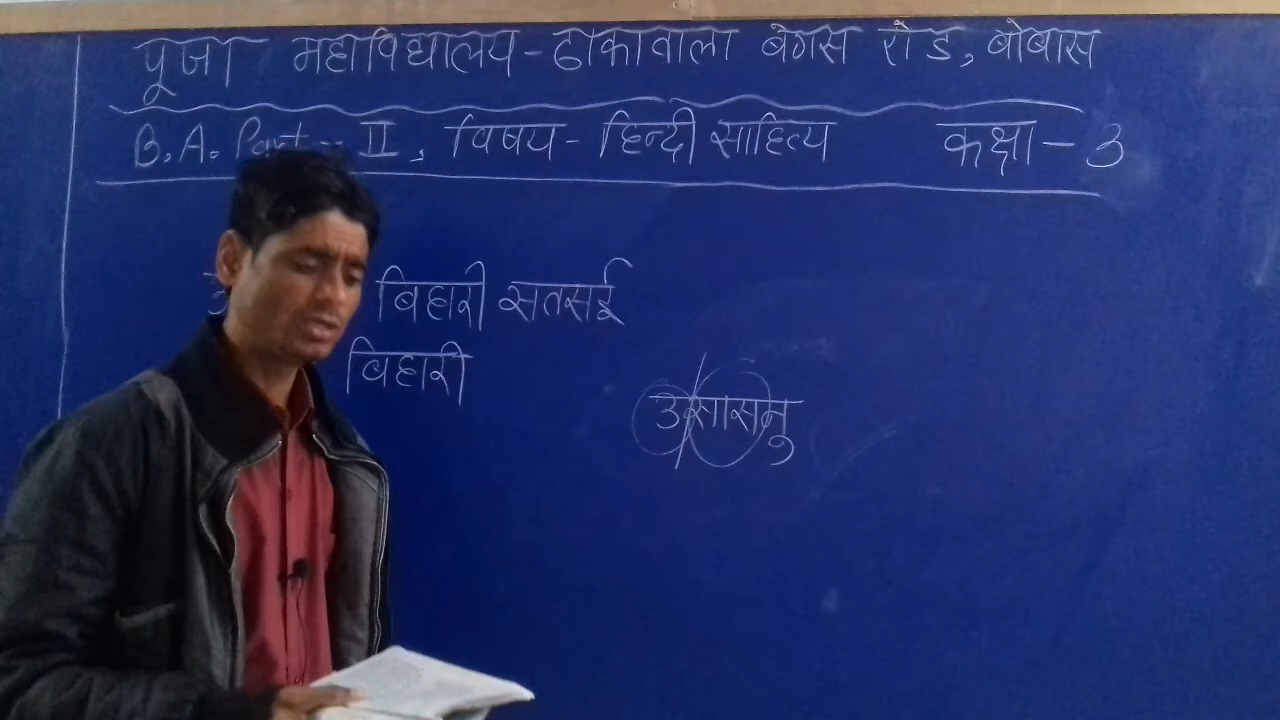 पूजा महाविद्यालय - ढाकावाला बेगस रोड, बोबास
B.A. Part - II, विषय - हिन्दी साहित्य कक्षा - 3
बिहारी सतसई
बिहारी
उसासनु